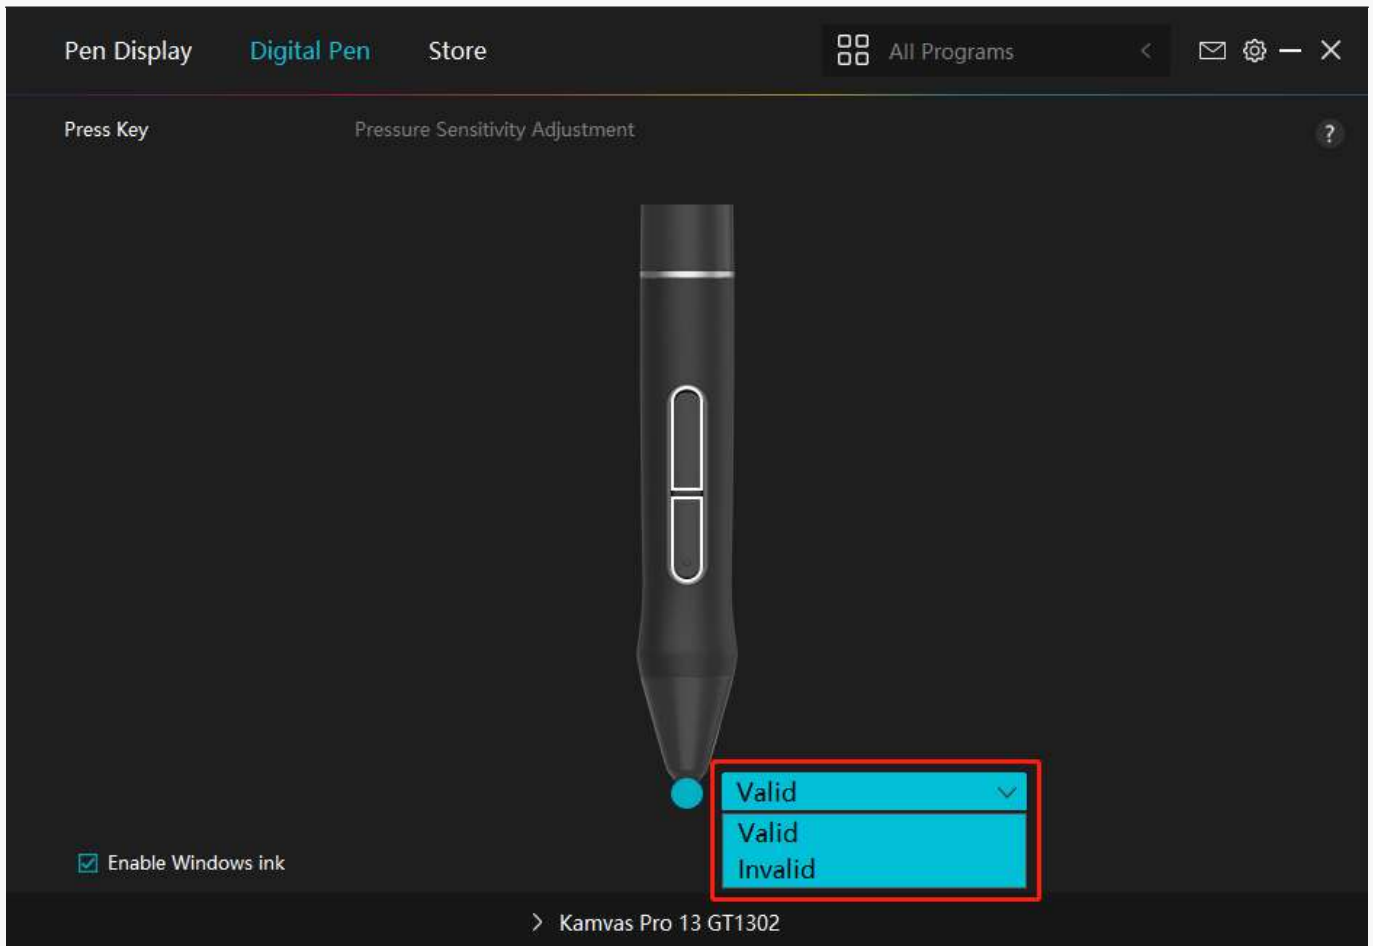 Pen Display Digital Pen Store All Programs
Press Key Pressure Sensitivity Adjustment ?
Valid
Valid
Invalid
Enable Windows ink
Kamvas Pro 13 GT1302